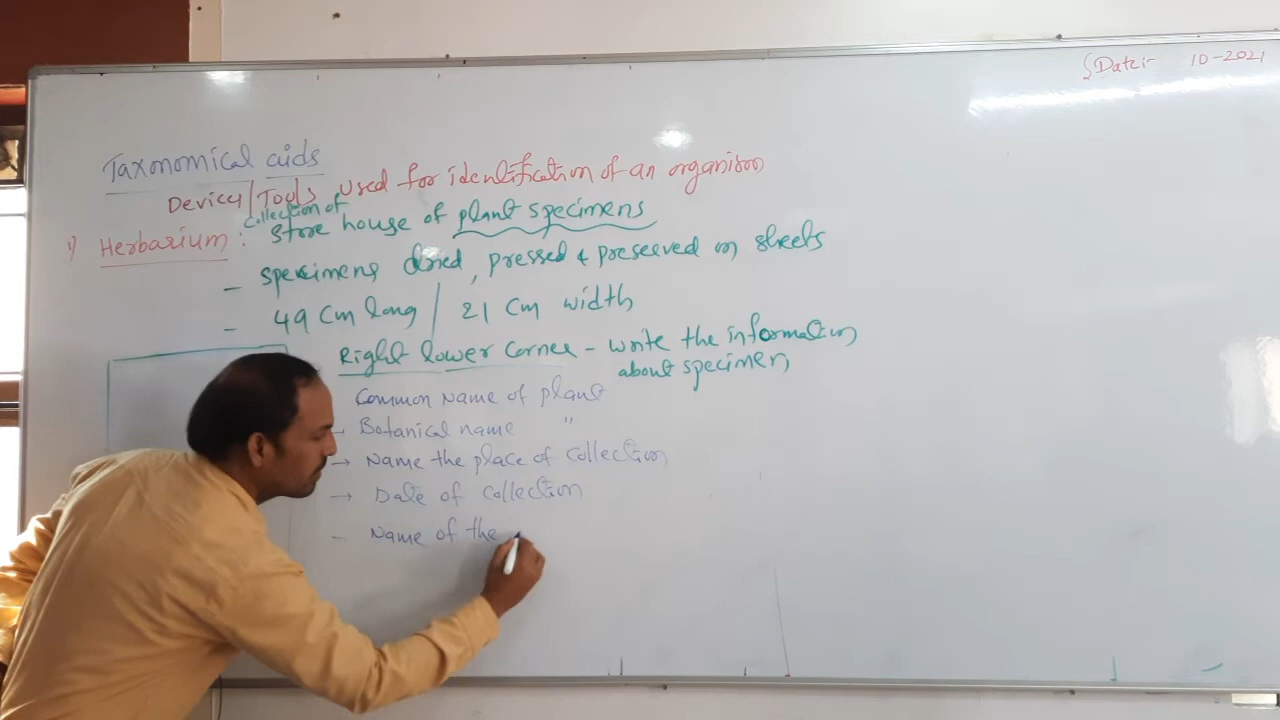 Date:- 10-2021
Taxonomical aids
Devices/Tools used for identification of an organism
collection of
1) Herbarium: Store house of plant specimens
- specimens dried, pressed & preserved on sheets
- 49 cm long / 21 cm width
Right lower corner - write the information
about specimen
Common Name of plant
- Botanical name "
→ Name the place of collection
→ Date of collection
- Name of the